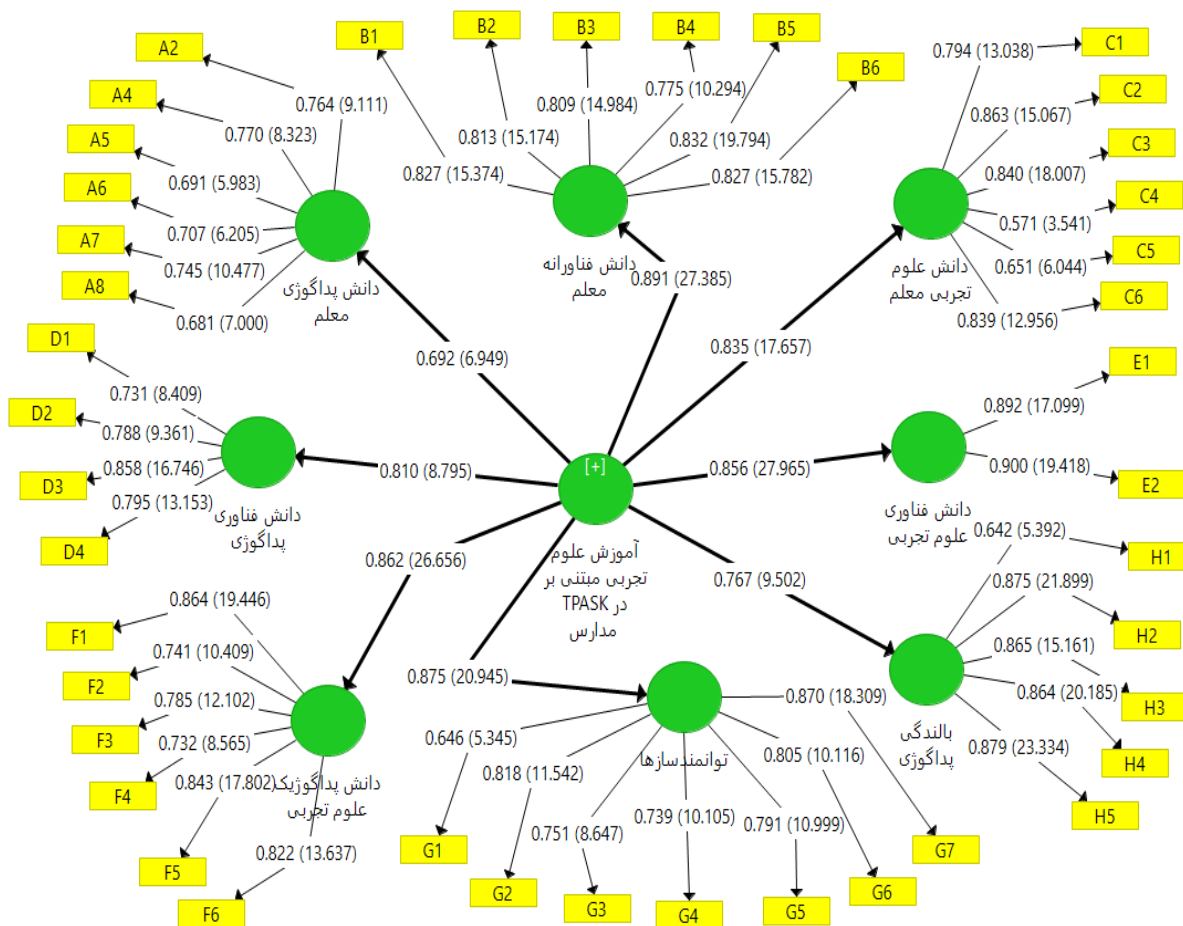 A2
A4
A5
A6
A7
A8
0.764 (9.111)
0.770 (8.323)
0.691 (5.983)
0.707 (6.205)
0.745 (10.477)
0.681 (7.000)
دانش پداگوژی
معلم
B1
B2
B3
B4
B5
B6
0.827 (15.374)
0.813 (15.174)
0.809 (14.984)
0.775 (10.294)
0.832 (19.794)
0.827 (15.782)
دانش فناورانه
معلم
C1
C2
C3
C4
C5
C6
0.794 (13.038)
0.863 (15.067)
0.840 (18.007)
0.571 (3.541)
0.651 (6.044)
0.839 (12.956)
دانش علوم
تجربی معلم
0.692 (6.949)
0.891 (27.385)
0.835 (17.657)
0.810 (8.795)
0.856 (27.965)
0.862 (26.656)
0.875 (20.945)
0.767 (9.502)
[+]
آموزش علوم
تجربی مبتنی بر
TPASK در
مدارس
D1
D2
D3
D4
0.731 (8.409)
0.788 (9.361)
0.858 (16.746)
0.795 (13.153)
دانش فناوری
پداگوژی
E1
E2
0.892 (17.099)
0.900 (19.418)
دانش فناوری
علوم تجربی
F1
F2
F3
F4
F5
F6
0.864 (19.446)
0.741 (10.409)
0.785 (12.102)
0.732 (8.565)
0.843 (17.802)
0.822 (13.637)
دانش پداگوژیک
علوم تجربی
G1
G2
G3
G4
G5
G6
G7
0.646 (5.345)
0.818 (11.542)
0.751 (8.647)
0.739 (10.105)
0.791 (10.999)
0.805 (10.116)
0.870 (18.309)
توانمندسازها
H1
H2
H3
H4
H5
0.642 (5.392)
0.875 (21.899)
0.865 (15.161)
0.864 (20.185)
0.879 (23.334)
بالندگی
پداگوژی